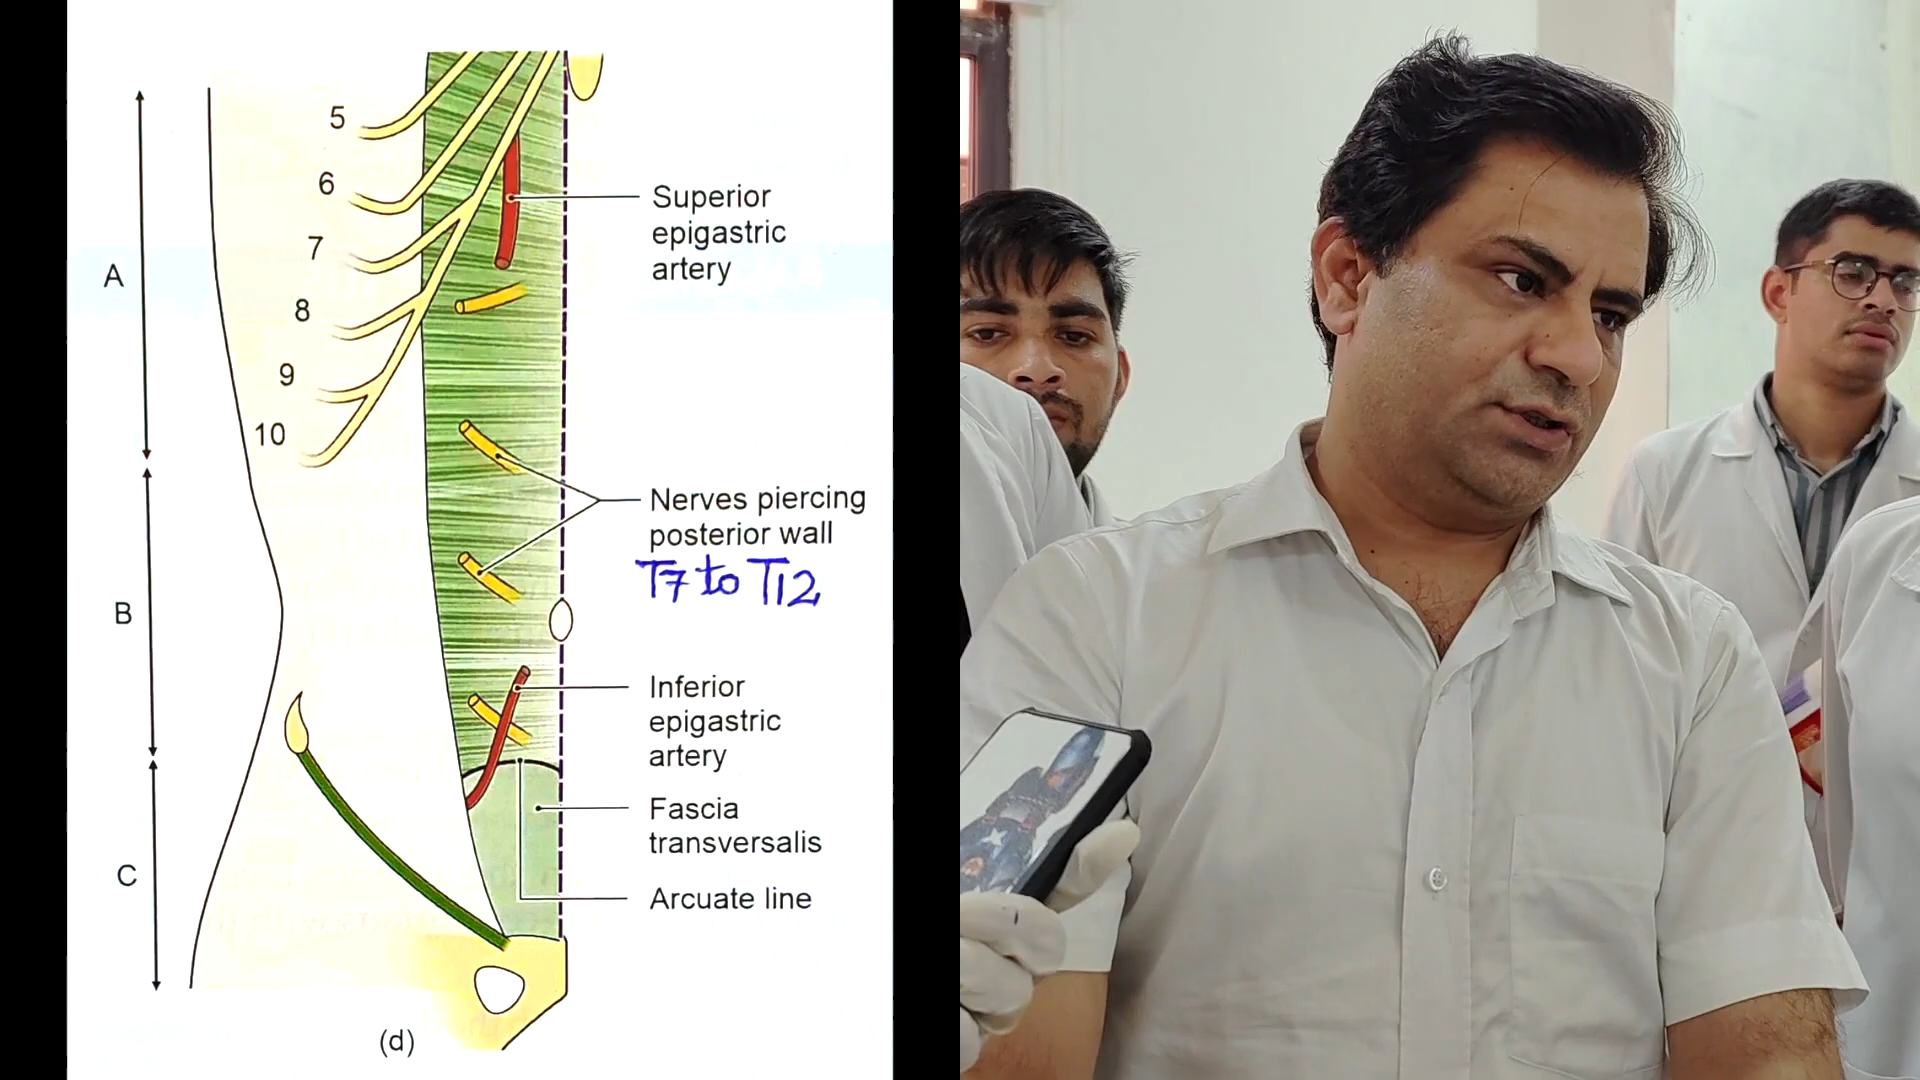 5
6
7
8
9
10
A
B
C
Superior
epigastric
artery
Nerves piercing
posterior wall
T7 to T12
Inferior
epigastric
artery
Fascia
transversalis
Arcuate line
(d)